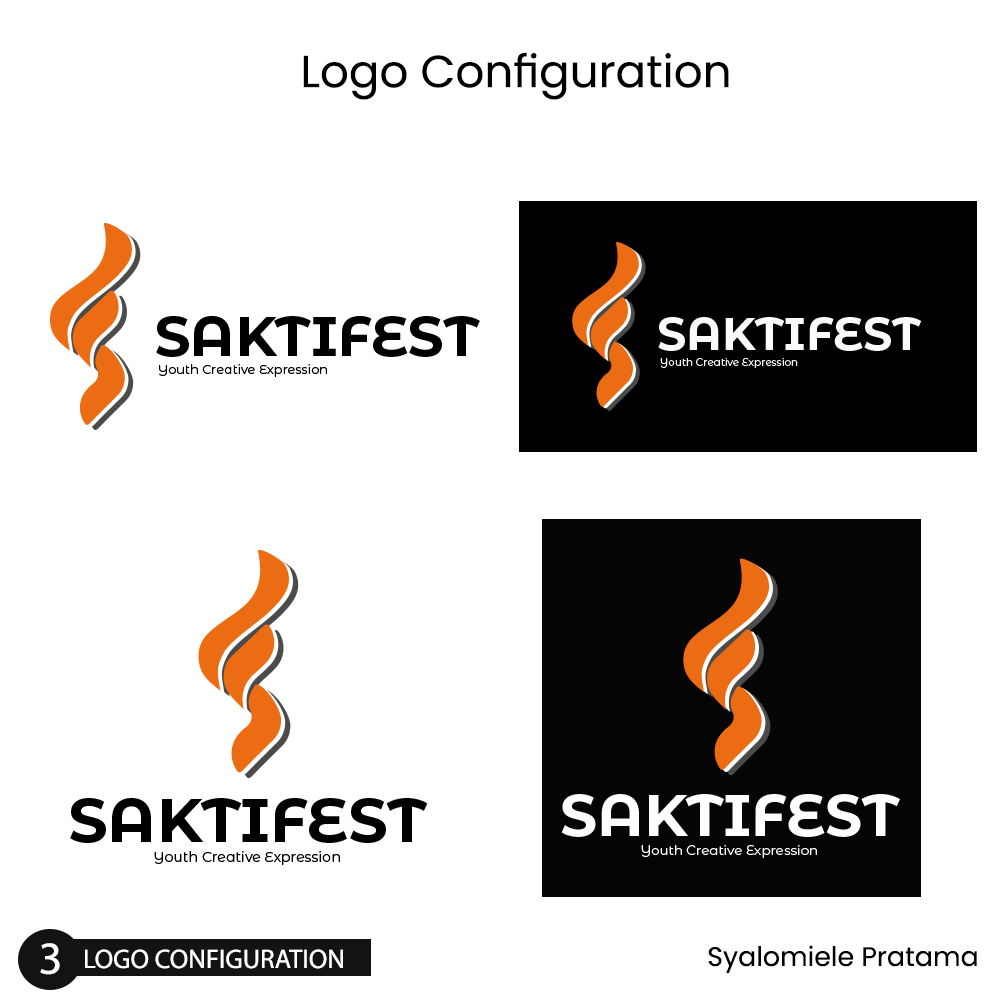 Logo Configuration
SAKTIFEST
Youth Creative Expression
SAKTIFEST
Youth Creative Expression
SAKTIFEST
Youth Creative Expression
SAKTIFEST
Youth Creative Expression
3 LOGO CONFIGURATION
Syalomiele Pratama